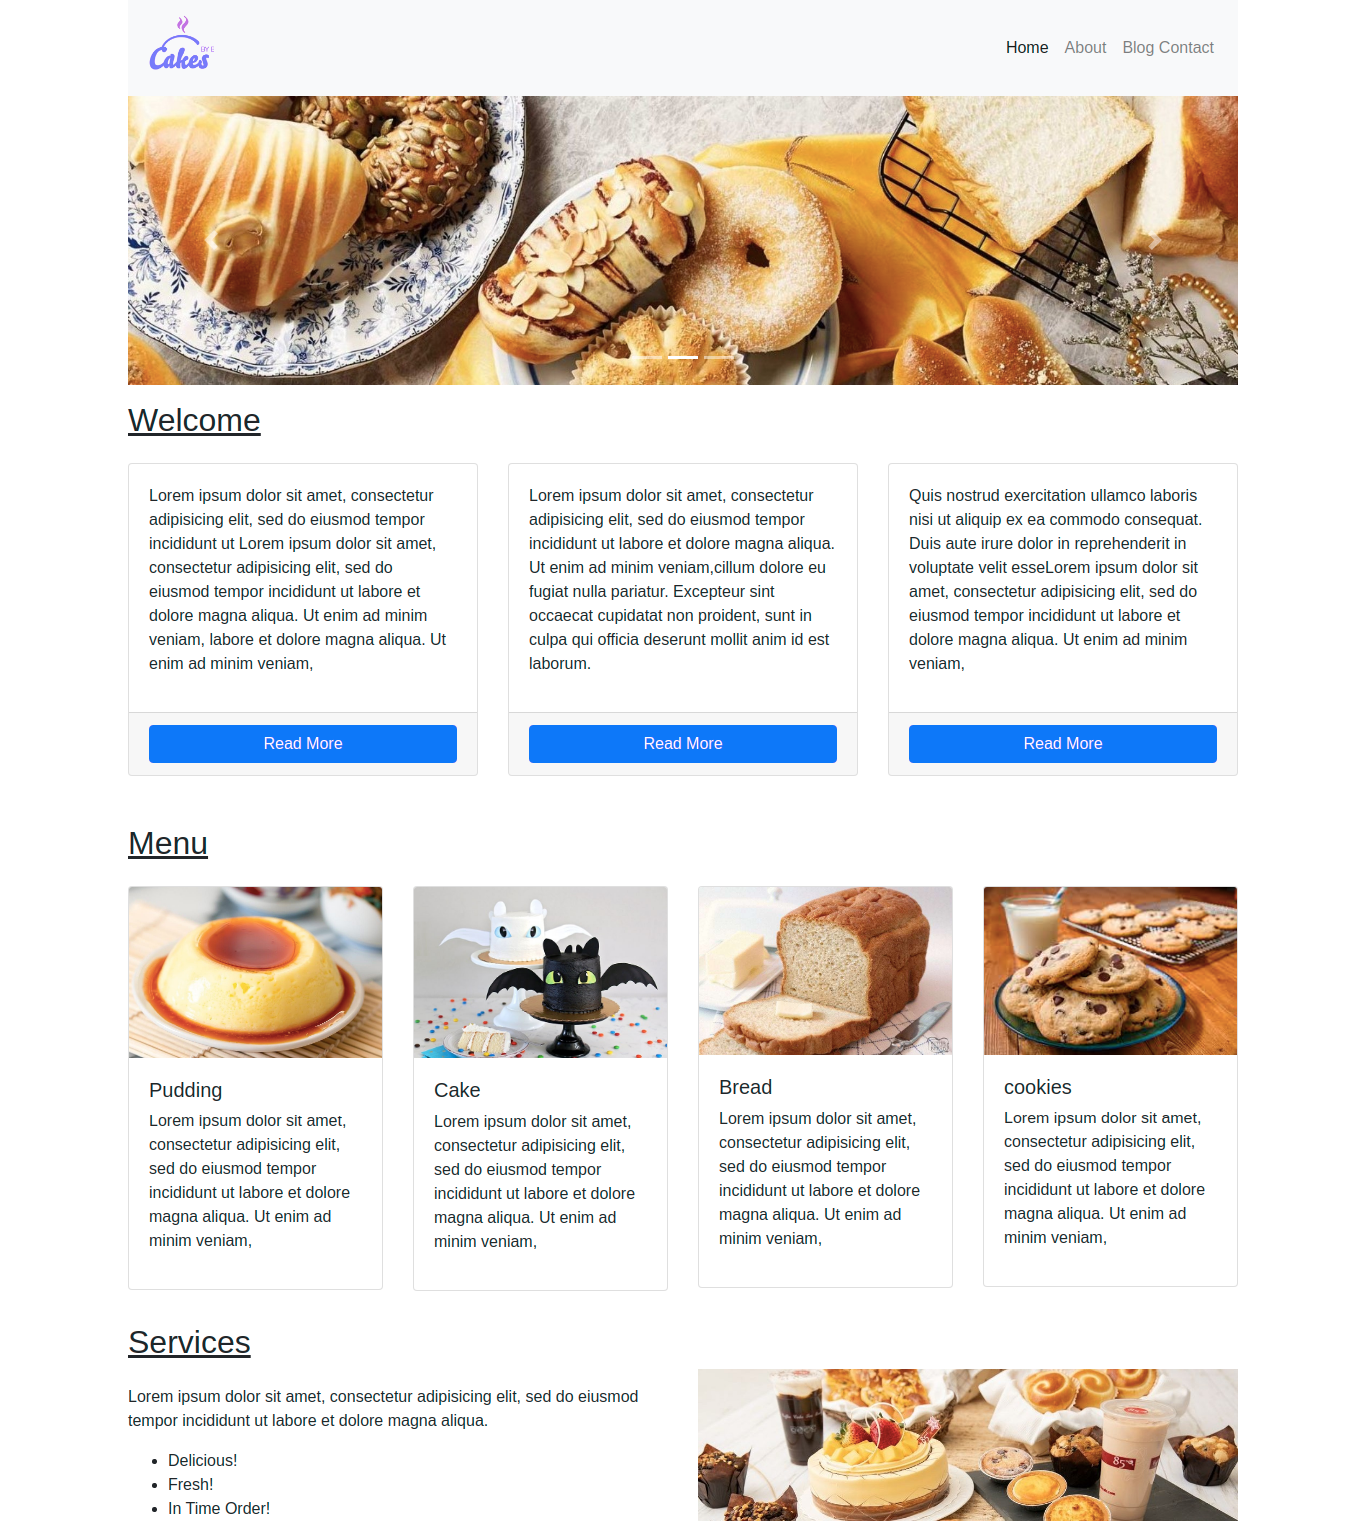 BY E
Cakes
Home About Blog Contact
Welcome
Lorem ipsum dolor sit amet, consectetur
adipisicing elit, sed do eiusmod tempor
incididunt ut Lorem ipsum dolor sit amet,
consectetur adipisicing elit, sed do
eiusmod tempor incididunt ut labore et
dolore magna aliqua. Ut enim ad minim
veniam, labore et dolore magna aliqua. Ut
enim ad minim veniam,
Read More
Lorem ipsum dolor sit amet, consectetur
adipisicing elit, sed do eiusmod tempor
incididunt ut labore et dolore magna aliqua.
Ut enim ad minim veniam,cillum dolore eu
fugiat nulla pariatur. Excepteur sint
occaecat cupidatat non proident, sunt in
culpa qui officia deserunt mollit anim id est
laborum.
Read More
Quis nostrud exercitation ullamco laboris
nisi ut aliquip ex ea commodo consequat.
Duis aute irure dolor in reprehenderit in
voluptate velit esseLorem ipsum dolor sit
amet, consectetur adipisicing elit, sed do
eiusmod tempor incididunt ut labore et
dolore magna aliqua. Ut enim ad minim
veniam,
Read More
Menu
Pudding
Lorem ipsum dolor sit amet,
consectetur adipisicing elit,
sed do eiusmod tempor
incididunt ut labore et dolore
magna aliqua. Ut enim ad
minim veniam,
Cake
Lorem ipsum dolor sit amet,
consectetur adipisicing elit,
sed do eiusmod tempor
incididunt ut labore et dolore
magna aliqua. Ut enim ad
minim veniam,
Bread
Lorem ipsum dolor sit amet,
consectetur adipisicing elit,
sed do eiusmod tempor
incididunt ut labore et dolore
magna aliqua. Ut enim ad
minim veniam,
cookies
Lorem ipsum dolor sit amet,
consectetur adipisicing elit,
sed do eiusmod tempor
incididunt ut labore et dolore
magna aliqua. Ut enim ad
minim veniam,
Services
Lorem ipsum dolor sit amet, consectetur adipisicing elit, sed do eiusmod
tempor incididunt ut labore et dolore magna aliqua.
Delicious!
Fresh!
In Time Order!
85